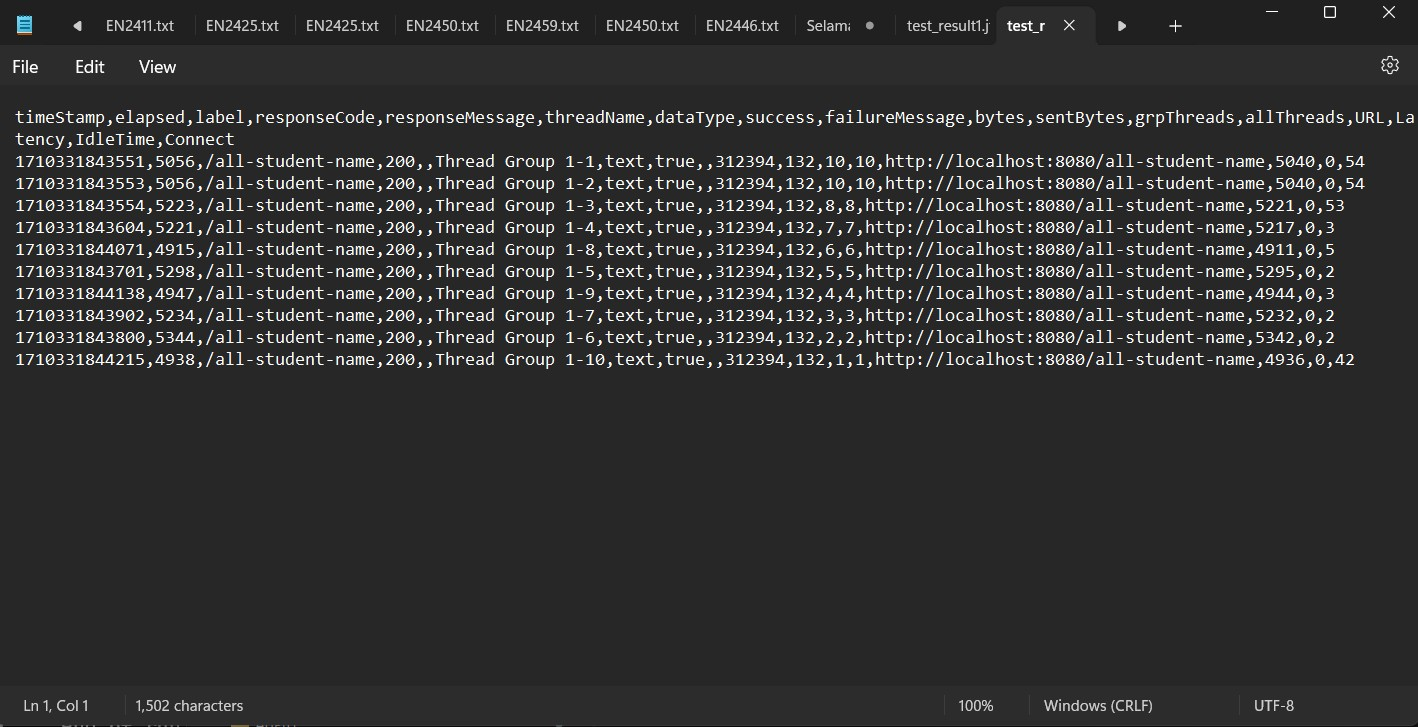 EN2411.txt EN2425.txt EN2425.txt EN2450.txt EN2459.txt EN2450.txt EN2446.txt Selama test_result1.j test_r
File Edit View
timeStamp,elapsed,label,responseCode,responseMessage,threadName,dataType,success,failureMessage,bytes,sentBytes,grpThreads,allThreads,URL,La
tency,IdleTime,Connect
1710331843551,5056,/all-student-name,200,,Thread Group 1-1,text,true,,312394,132,10,10,http://localhost:8080/all-student-name,5040,0,54
1710331843553,5056,/all-student-name,200,,Thread Group 1-2,text,true,,312394,132,10,10,http://localhost:8080/all-student-name,5040,0,54
1710331843554,5223,/all-student-name,200,,Thread Group 1-3,text,true,,312394,132,8,8,http://localhost:8080/all-student-name,5221,0,53
1710331843604,5221,/all-student-name,200,,Thread Group 1-4,text,true,,312394,132,7,7,http://localhost:8080/all-student-name,5217,0,3
1710331844071,4915,/all-student-name,200,,Thread Group 1-8,text,true,,312394,132,6,6,http://localhost:8080/all-student-name,4911,0,5
1710331843701,5298,/all-student-name,200,,Thread Group 1-5,text,true,,312394,132,5,5,http://localhost:8080/all-student-name,5295,0,2
1710331844138,4947,/all-student-name,200,,Thread Group 1-9,text,true,,312394,132,4,4,http://localhost:8080/all-student-name,4944,0,3
1710331843902,5234,/all-student-name,200,,Thread Group 1-7,text,true,,312394,132,3,3,http://localhost:8080/all-student-name,5232,0,2
1710331843800,5344,/all-student-name,200,,Thread Group 1-6,text,true,,312394,132,2,2,http://localhost:8080/all-student-name,5342,0,2
1710331844215,4938,/all-student-name,200,,Thread Group 1-10,text,true,,312394,132,1,1,http://localhost:8080/all-student-name,4936,0,42
Ln 1, Col 1 1,502 characters 100% Windows (CRLF) UTF-8